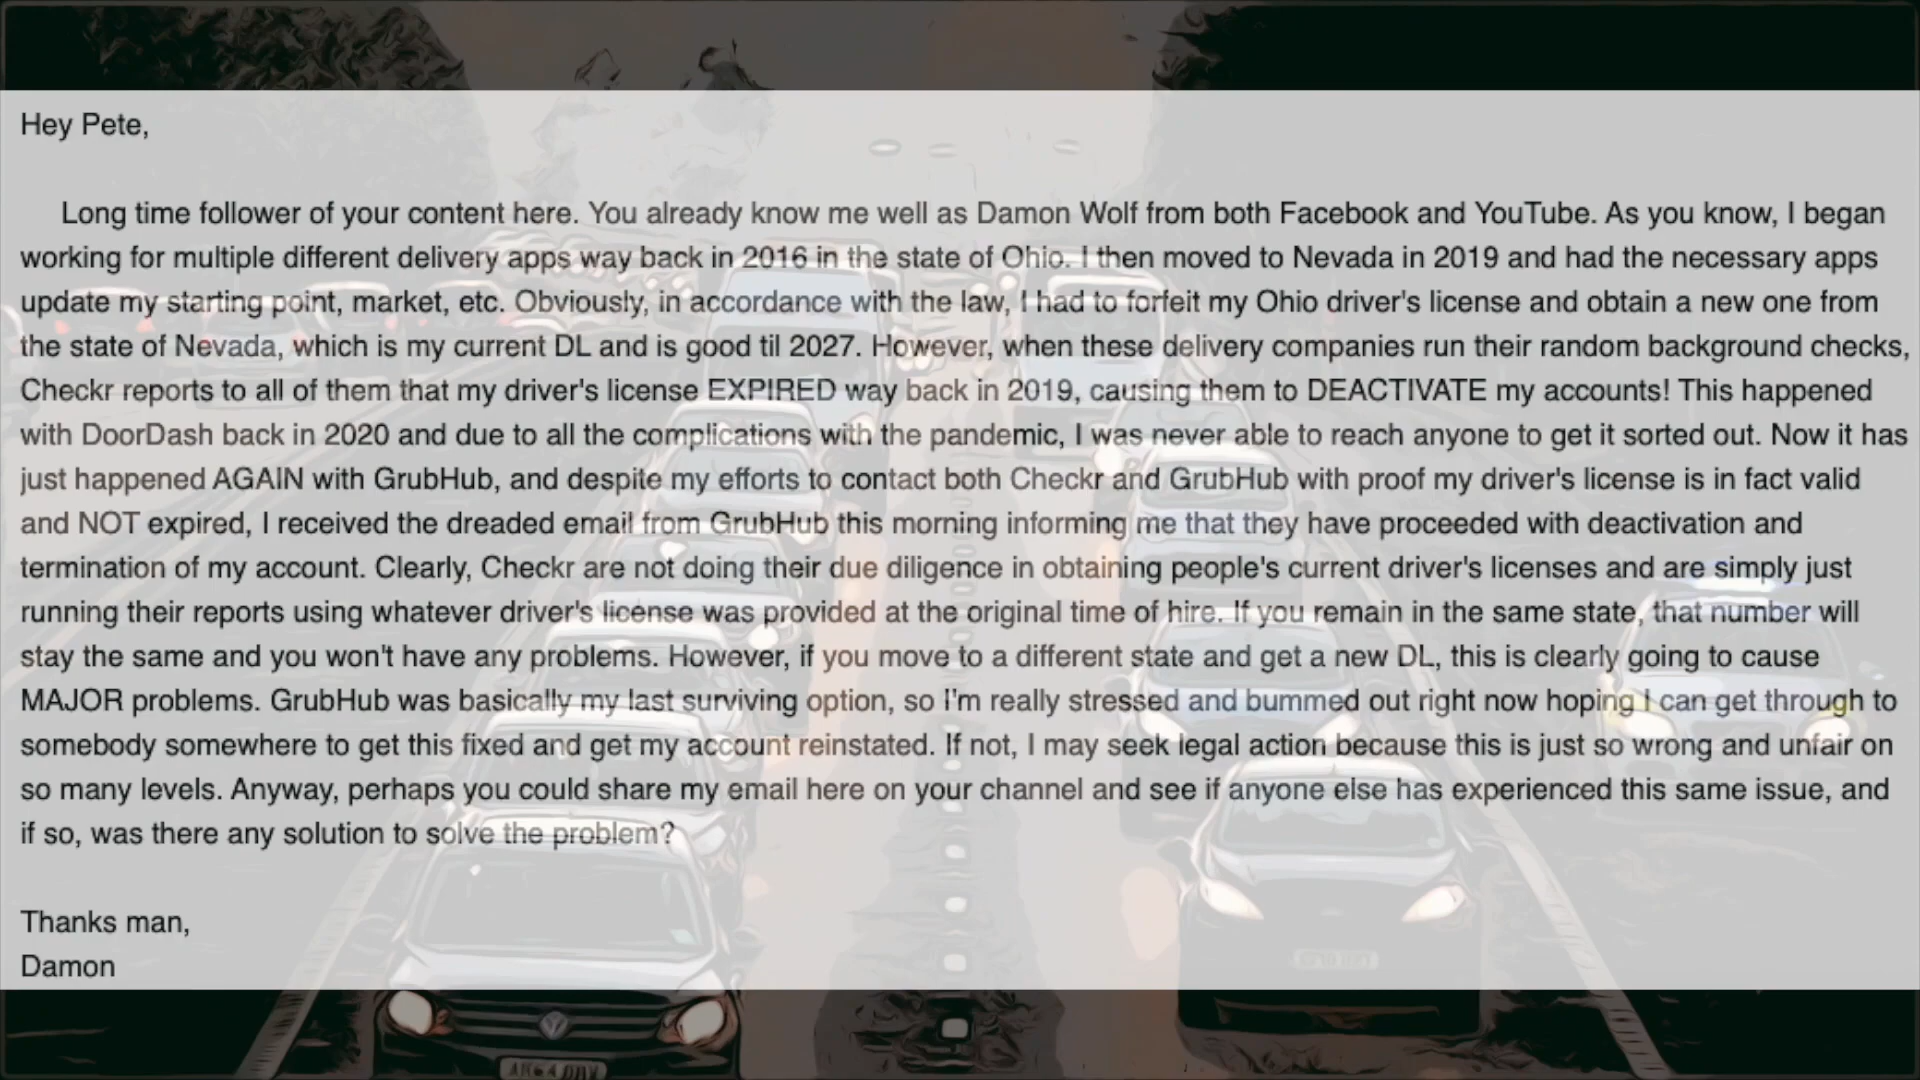 Hey Pete,
Long time follower of your content here. You already know me well as Damon Wolf from both Facebook and YouTube. As you know, I began
working for multiple different delivery apps way back in 2016 in the state of Ohio. I then moved to Nevada in 2019 and had the necessary apps
update my starting point, market, etc. Obviously, in accordance with the law, I had to forfeit my Ohio driver's license and obtain a new one from
the state of Nevada, which is my current DL and is good til 2027. However, when these delivery companies run their random background checks,
Checkr reports to all of them that my driver's license EXPIRED way back in 2019, causing them to DEACTIVATE my accounts! This happened
with DoorDash back in 2020 and due to all the complications with the pandemic, I was never able to reach anyone to get it sorted out. Now it has
just happened AGAIN with GrubHub, and despite my efforts to contact both Checkr and GrubHub with proof my driver's license is in fact valid
and NOT expired, I received the dreaded email from GrubHub this morning informing me that they have proceeded with deactivation and
termination of my account. Clearly, Checkr are not doing their due diligence in obtaining people's current driver's licenses and are simply just
running their reports using whatever driver's license was provided at the original time of hire. If you remain in the same state, that number will
stay the same and you won't have any problems. However, if you move to a different state and get a new DL, this is clearly going to cause
MAJOR problems. GrubHub was basically my last surviving option, so I'm really stressed and bummed out right now hoping I can get through to
somebody somewhere to get this fixed and get my account reinstated. If not, I may seek legal action because this is just so wrong and unfair on
so many levels. Anyway, perhaps you could share my email here on your channel and see if anyone else has experienced this same issue, and
if so, was there any solution to solve the problem?
Thanks man,
Damon